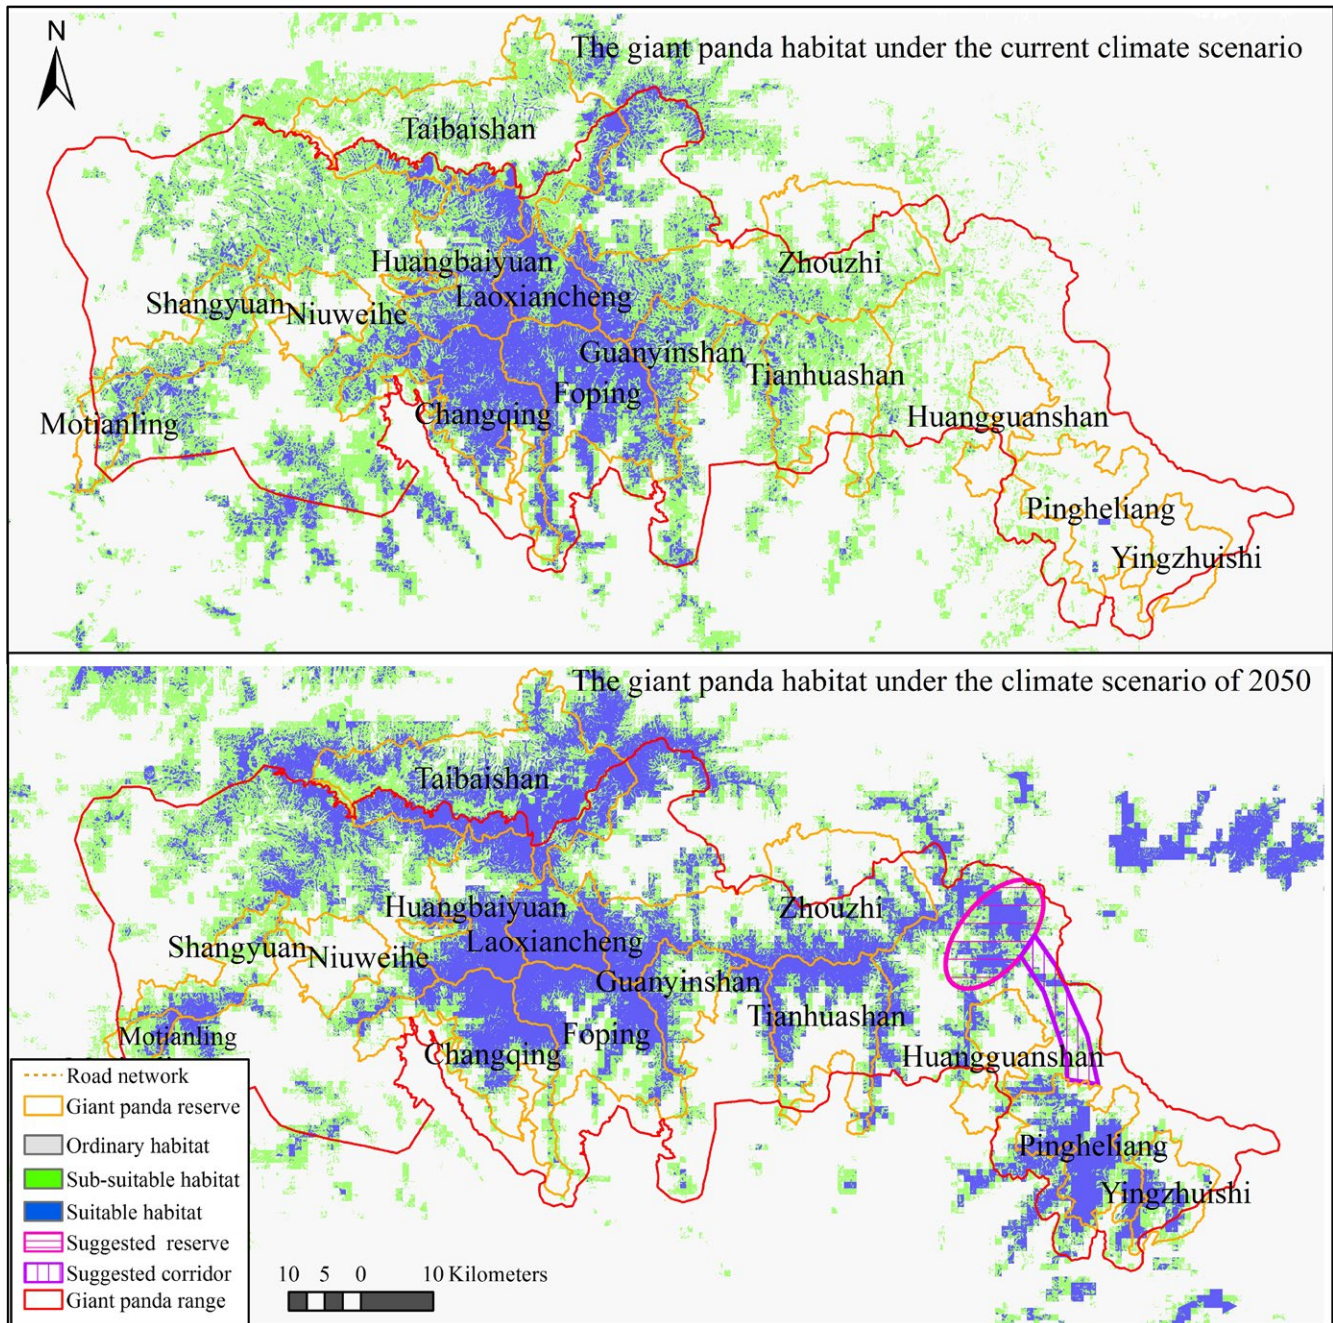 N
The giant panda habitat under the current climate scenario
Taibaishan
Huangbaiyuan
Zhouzhi
Shangyuan
Niuweihe
Laoxiancheng
Guanyinshan
Tianhuashan
Motianling
Changqing
Foping
Huangguanshan
Pingheliang
Yingzhuishi
The giant panda habitat under the climate scenario of 2050
Taibaishan
Huangbaiyuan
Zhouzhi
Shangyuan
Niuweihe
Laoxiancheng
Guanyinshan
Tianhuashan
Motianling
Changqing
Foping
Huangguanshan
Pingheliang
Yingzhuishi
Road network
Giant panda reserve
Ordinary habitat
Sub-suitable habitat
Suitable habitat
Suggested reserve
Suggested corridor
Giant panda range
10 5 0 10 Kilometers